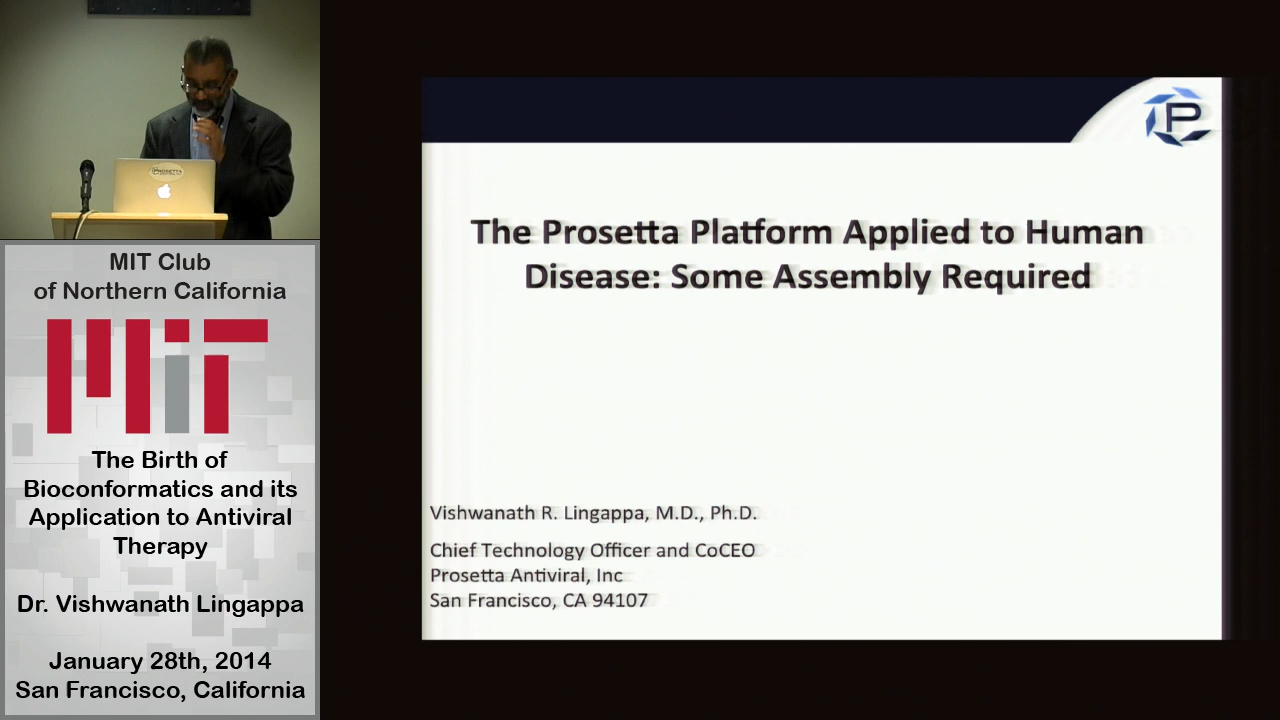 PROSETTA
MIT Club
of Northern California
MIT
The Birth of
Bioconformatics and its
Application to Antiviral
Therapy
Dr. Vishwanath Lingappa
January 28th, 2014
San Francisco, California
P
The Prosetta Platform Applied to Human
Disease: Some Assembly Required
Vishwanath R. Lingappa, M.D., Ph.D.
Chief Technology Officer and CoCEO
Prosetta Antiviral, Inc
San Francisco, CA 94107